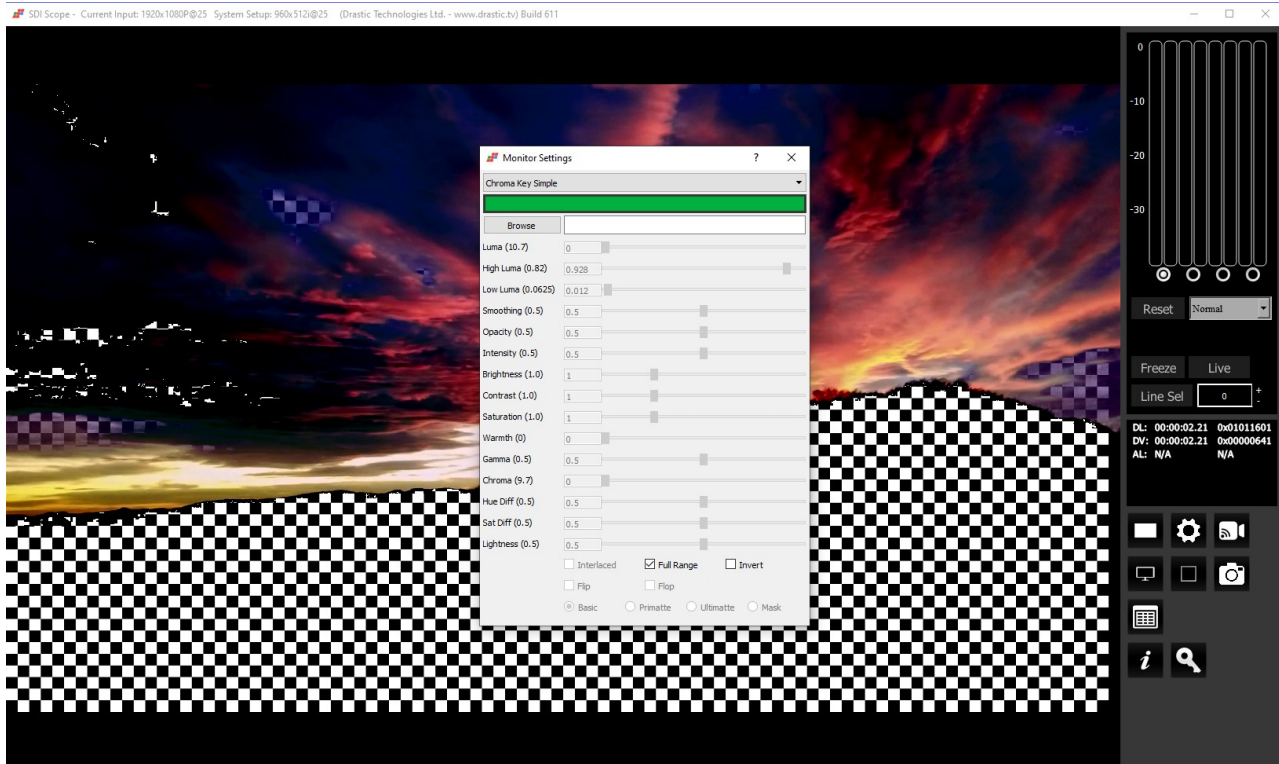 SDI Scope - Current Input: 1920x1080P@25 System Setup: 960x512i@25 (Drastic Technologies Ltd. - www.drastic.tv) Build 611
Monitor Settings ? X
Chroma Key Simple
Browse
Luma (10.7) 0
High Luma (0.82) 0.928
Low Luma (0.0625) 0.012
Smoothing (0.5) 0.5
Opacity (0.5) 0.5
Intensity (0.5) 0.5
Brightness (1.0) 1
Contrast (1.0) 1
Saturation (1.0) 1
Warmth (0) 0
Gamma (0.5) 0.5
Chroma (9.7) 0
Hue Diff (0.5) 0.5
Sat Diff (0.5) 0.5
Lightness (0.5) 0.5
Interlaced Full Range Invert
Flip Flop
Basic Primatte Ultimatte Mask
0
-10
-20
-30
Reset Normal
Freeze Live
Line Sel 0 + -
DL: 00:00:02.21 0x01011601
DV: 00:00:02.21 0x00000641
AL: N/A N/A
i